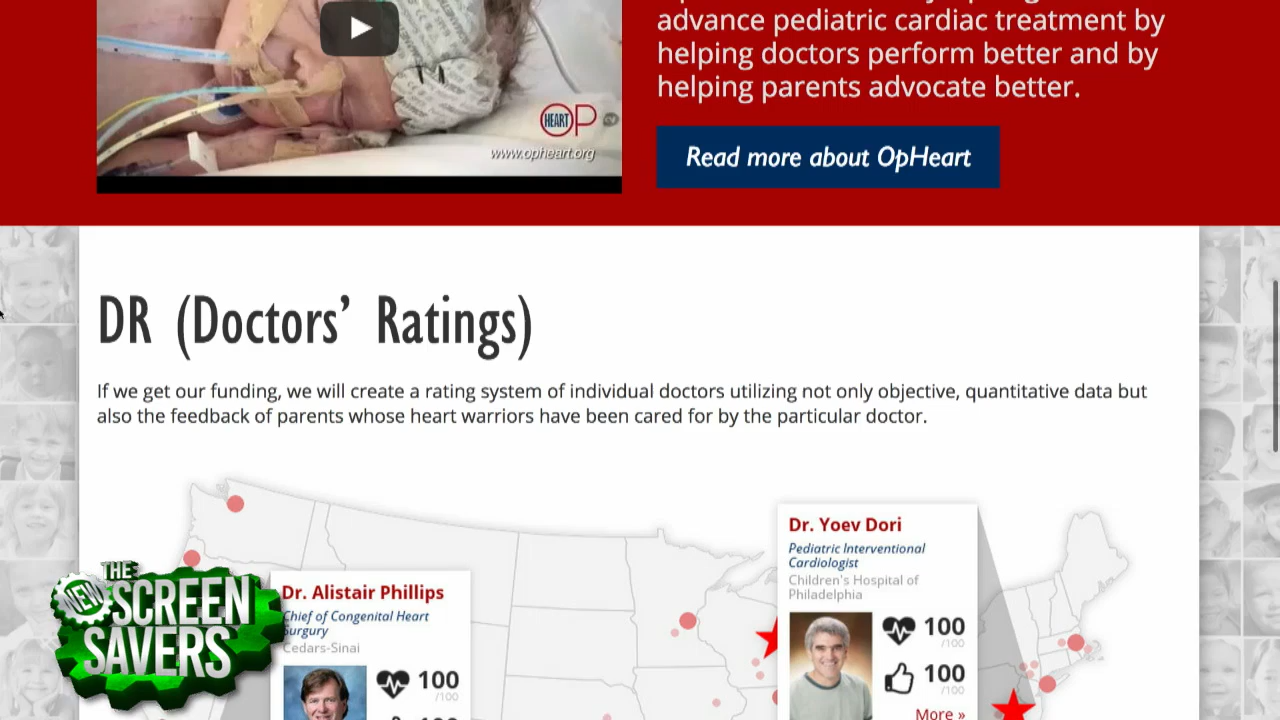 advance pediatric cardiac treatment by
helping doctors perform better and by
helping parents advocate better.
HEART OP
www.opheart.org
Read more about OpHeart
DR (Doctors’ Ratings)
If we get our funding, we will create a rating system of individual doctors utilizing not only objective, quantitative data but
also the feedback of parents whose heart warriors have been cared for by the particular doctor.
Dr. Yoev Dori
Pediatric Interventional
Cardiologist
Children's Hospital of
Philadelphia
100
/100
100
/100
More »
Dr. Alistair Phillips
Chief of Congenital Heart
Surgury
Cedars-Sinai
100
/100
THE
NEW
SCREEN
SAVERS